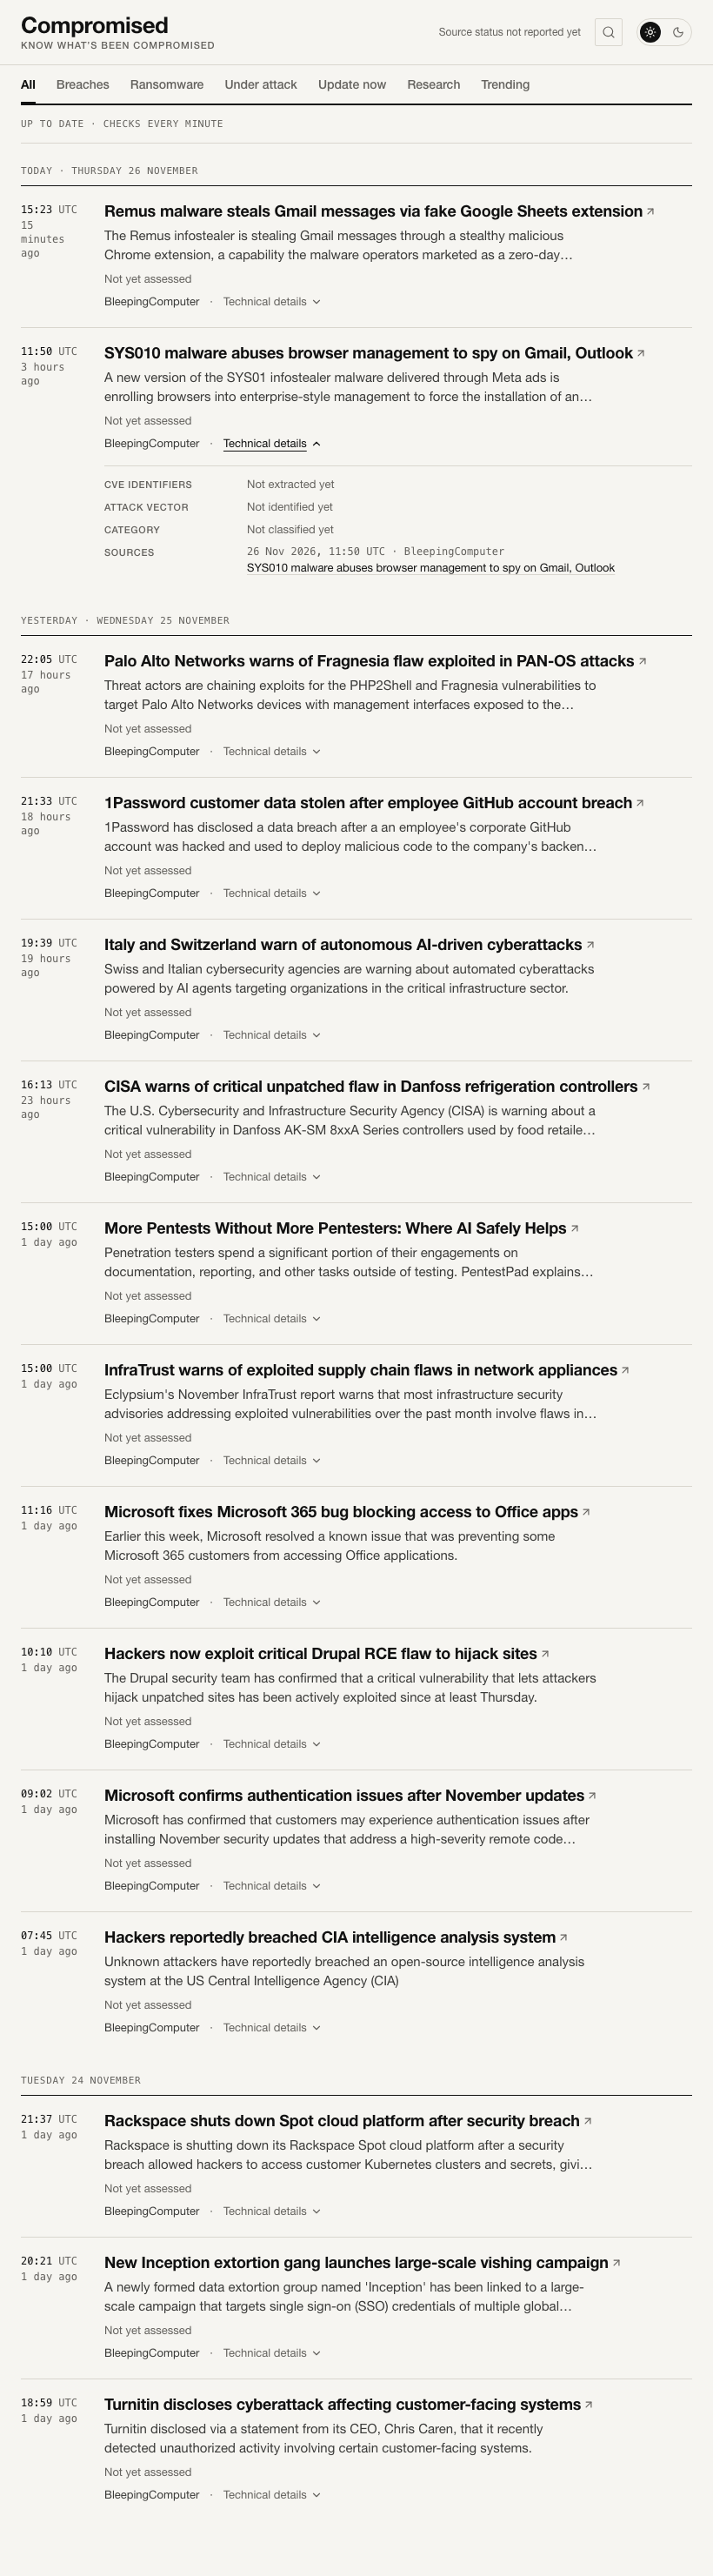 Compromised
KNOW WHAT'S BEEN COMPROMISED
Source status not reported yet
All Breaches Ransomware Under attack Update now Research Trending
UP TO DATE · CHECKS EVERY MINUTE
TODAY · THURSDAY 26 NOVEMBER
15:23 UTC
15
minutes
ago
Remus malware steals Gmail messages via fake Google Sheets extension
The Remus infostealer is stealing Gmail messages through a stealthy malicious
Chrome extension, a capability the malware operators marketed as a zero-day…
Not yet assessed
BleepingComputer · Technical details
11:50 UTC
3 hours
ago
SYS010 malware abuses browser management to spy on Gmail, Outlook
A new version of the SYS01 infostealer malware delivered through Meta ads is
enrolling browsers into enterprise-style management to force the installation of an…
Not yet assessed
BleepingComputer · Technical details
CVE IDENTIFIERS Not extracted yet
ATTACK VECTOR Not identified yet
CATEGORY Not classified yet
SOURCES 26 Nov 2026, 11:50 UTC · BleepingComputer
SYS010 malware abuses browser management to spy on Gmail, Outlook
YESTERDAY · WEDNESDAY 25 NOVEMBER
22:05 UTC
17 hours
ago
Palo Alto Networks warns of Fragnesia flaw exploited in PAN-OS attacks
Threat actors are chaining exploits for the PHP2Shell and Fragnesia vulnerabilities to
target Palo Alto Networks devices with management interfaces exposed to the…
Not yet assessed
BleepingComputer · Technical details
21:33 UTC
18 hours
ago
1Password customer data stolen after employee GitHub account breach
1Password has disclosed a data breach after a an employee's corporate GitHub
account was hacked and used to deploy malicious code to the company's backen…
Not yet assessed
BleepingComputer · Technical details
19:39 UTC
19 hours
ago
Italy and Switzerland warn of autonomous AI-driven cyberattacks
Swiss and Italian cybersecurity agencies are warning about automated cyberattacks
powered by AI agents targeting organizations in the critical infrastructure sector.
Not yet assessed
BleepingComputer · Technical details
16:13 UTC
23 hours
ago
CISA warns of critical unpatched flaw in Danfoss refrigeration controllers
The U.S. Cybersecurity and Infrastructure Security Agency (CISA) is warning about a
critical vulnerability in Danfoss AK-SM 8xxA Series controllers used by food retaile…
Not yet assessed
BleepingComputer · Technical details
15:00 UTC
1 day ago
More Pentests Without More Pentesters: Where AI Safely Helps
Penetration testers spend a significant portion of their engagements on
documentation, reporting, and other tasks outside of testing. PentestPad explains…
Not yet assessed
BleepingComputer · Technical details
15:00 UTC
1 day ago
InfraTrust warns of exploited supply chain flaws in network appliances
Eclypsium's November InfraTrust report warns that most infrastructure security
advisories addressing exploited vulnerabilities over the past month involve flaws in…
Not yet assessed
BleepingComputer · Technical details
11:16 UTC
1 day ago
Microsoft fixes Microsoft 365 bug blocking access to Office apps
Earlier this week, Microsoft resolved a known issue that was preventing some
Microsoft 365 customers from accessing Office applications.
Not yet assessed
BleepingComputer · Technical details
10:10 UTC
1 day ago
Hackers now exploit critical Drupal RCE flaw to hijack sites
The Drupal security team has confirmed that a critical vulnerability that lets attackers
hijack unpatched sites has been actively exploited since at least Thursday.
Not yet assessed
BleepingComputer · Technical details
09:02 UTC
1 day ago
Microsoft confirms authentication issues after November updates
Microsoft has confirmed that customers may experience authentication issues after
installing November security updates that address a high-severity remote code…
Not yet assessed
BleepingComputer · Technical details
07:45 UTC
1 day ago
Hackers reportedly breached CIA intelligence analysis system
Unknown attackers have reportedly breached an open-source intelligence analysis
system at the US Central Intelligence Agency (CIA)
Not yet assessed
BleepingComputer · Technical details
TUESDAY 24 NOVEMBER
21:37 UTC
1 day ago
Rackspace shuts down Spot cloud platform after security breach
Rackspace is shutting down its Rackspace Spot cloud platform after a security
breach allowed hackers to access customer Kubernetes clusters and secrets, givi…
Not yet assessed
BleepingComputer · Technical details
20:21 UTC
1 day ago
New Inception extortion gang launches large-scale vishing campaign
A newly formed data extortion group named 'Inception' has been linked to a large-
scale campaign that targets single sign-on (SSO) credentials of multiple global…
Not yet assessed
BleepingComputer · Technical details
18:59 UTC
1 day ago
Turnitin discloses cyberattack affecting customer-facing systems
Turnitin disclosed via a statement from its CEO, Chris Caren, that it recently
detected unauthorized activity involving certain customer-facing systems.
Not yet assessed
BleepingComputer · Technical details